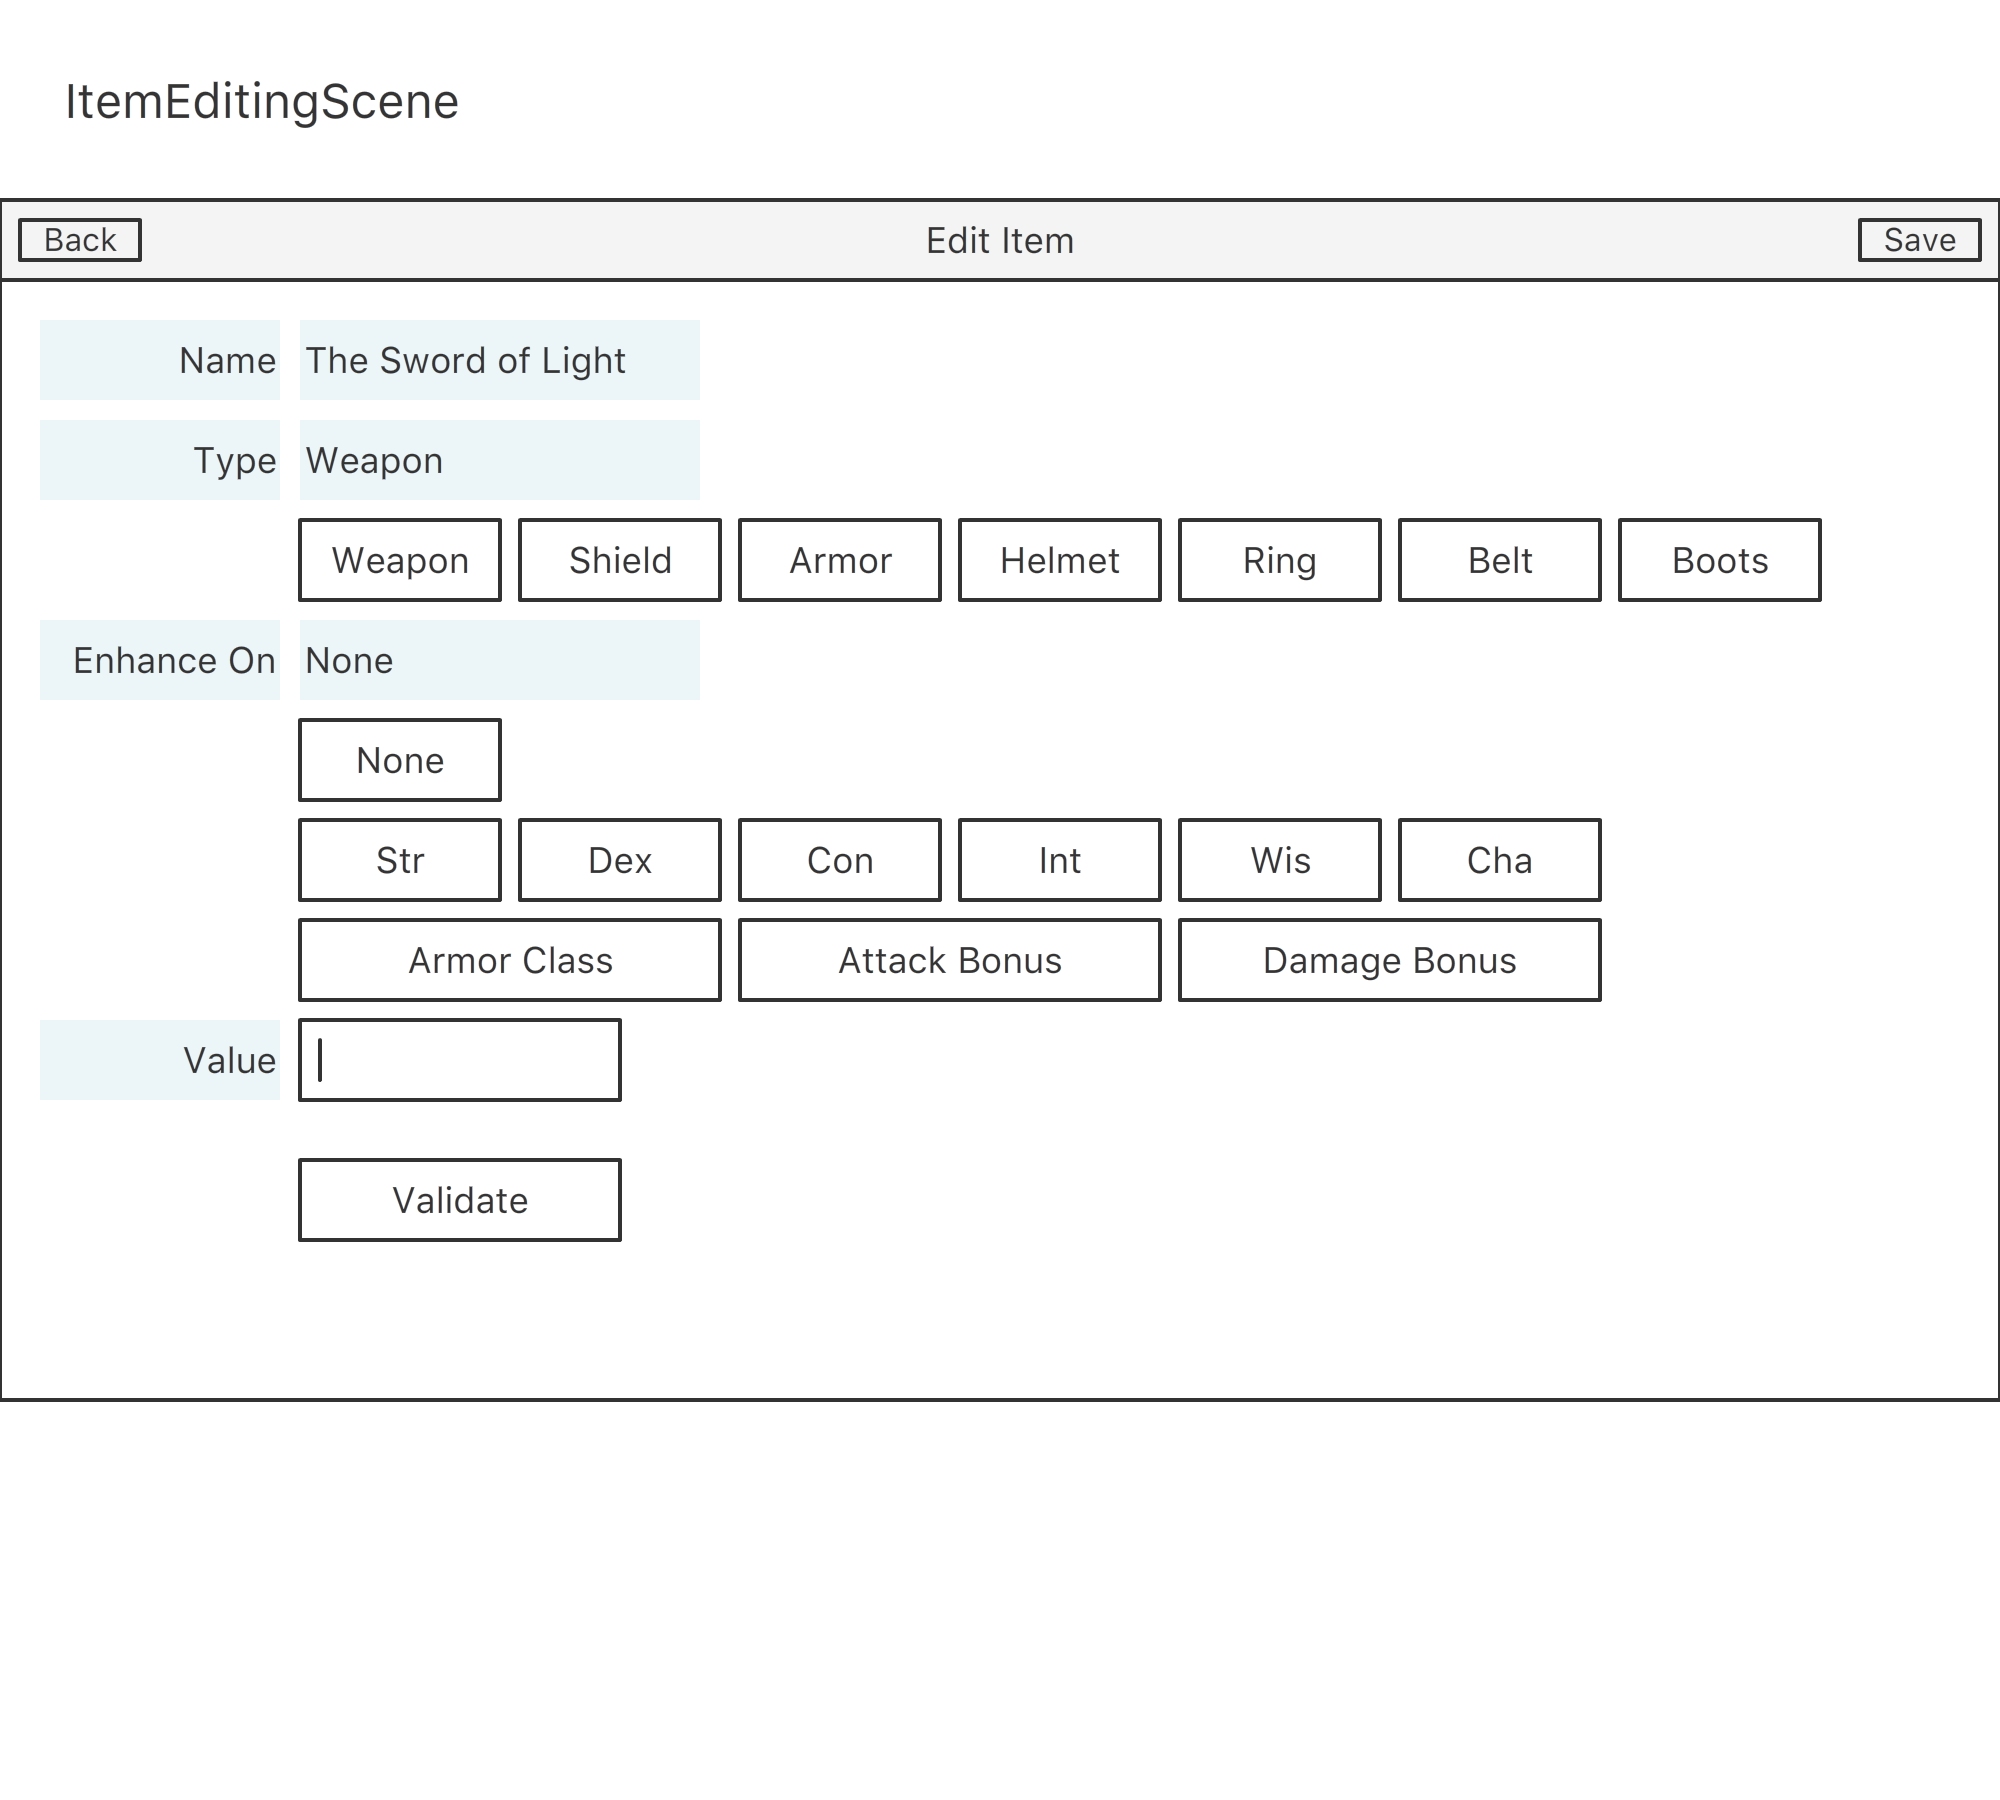 ItemEditingScene
Back Edit Item Save
Name The Sword of Light
Type Weapon
Weapon Shield Armor Helmet Ring Belt Boots
Enhance On None
None
Str Dex Con Int Wis Cha
Armor Class Attack Bonus Damage Bonus
Value
Validate